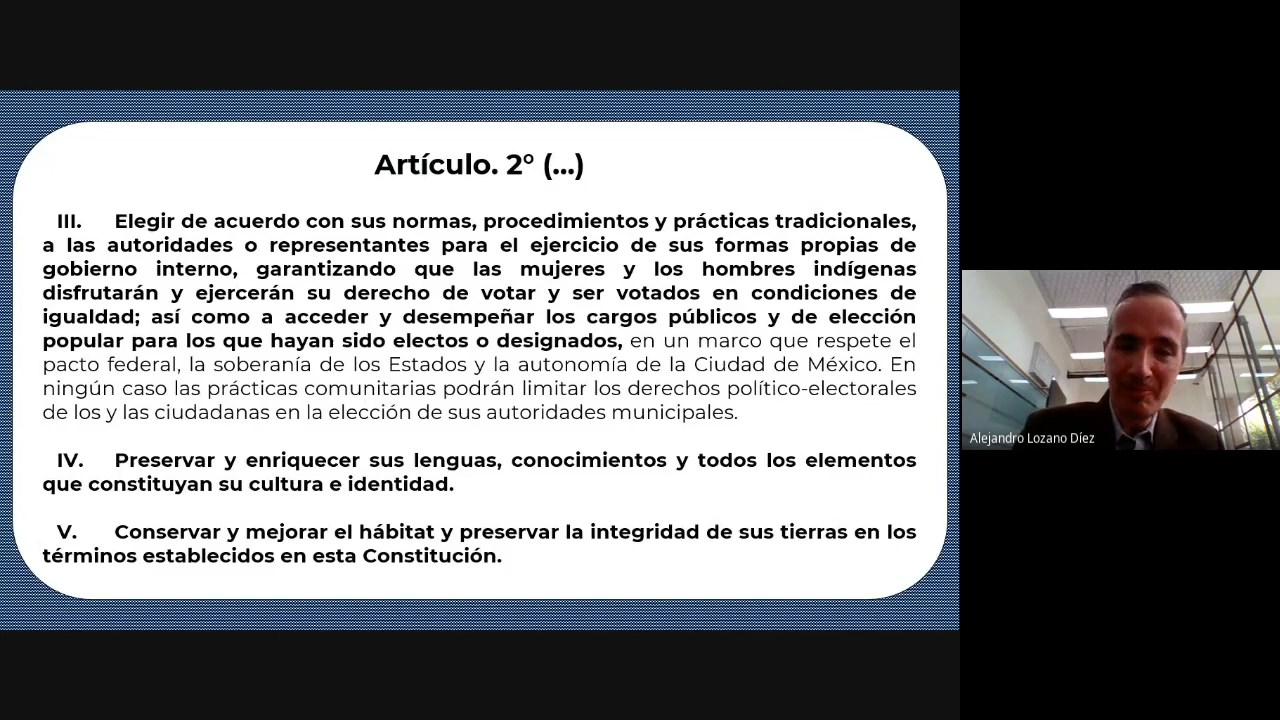 Artículo. 2° (...)
III. Elegir de acuerdo con sus normas, procedimientos y prácticas tradicionales,
a las autoridades o representantes para el ejercicio de sus formas propias de
gobierno interno, garantizando que las mujeres y los hombres indígenas
disfrutarán y ejercerán su derecho de votar y ser votados en condiciones de
igualdad; así como a acceder y desempeñar los cargos públicos y de elección
popular para los que hayan sido electos o designados, en un marco que respete el
pacto federal, la soberanía de los Estados y la autonomía de la Ciudad de México. En
ningún caso las prácticas comunitarias podrán limitar los derechos político-electorales
de los y las ciudadanas en la elección de sus autoridades municipales.
IV. Preservar y enriquecer sus lenguas, conocimientos y todos los elementos
que constituyan su cultura e identidad.
V. Conservar y mejorar el hábitat y preservar la integridad de sus tierras en los
términos establecidos en esta Constitución.
Alejandro Lozano Díez